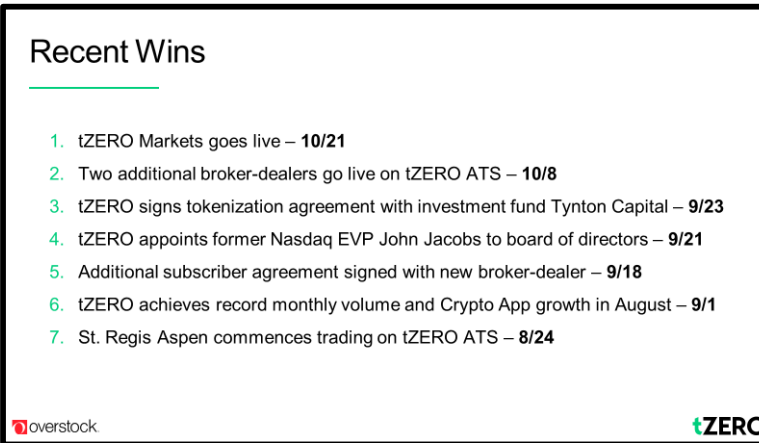 Recent Wins
1. tZERO Markets goes live – 10/21
2. Two additional broker-dealers go live on tZERO ATS – 10/8
3. tZERO signs tokenization agreement with investment fund Tynton Capital – 9/23
4. tZERO appoints former Nasdaq EVP John Jacobs to board of directors – 9/21
5. Additional subscriber agreement signed with new broker-dealer – 9/18
6. tZERO achieves record monthly volume and Crypto App growth in August – 9/1
7. St. Regis Aspen commences trading on tZERO ATS – 8/24
overstock.
tZERO